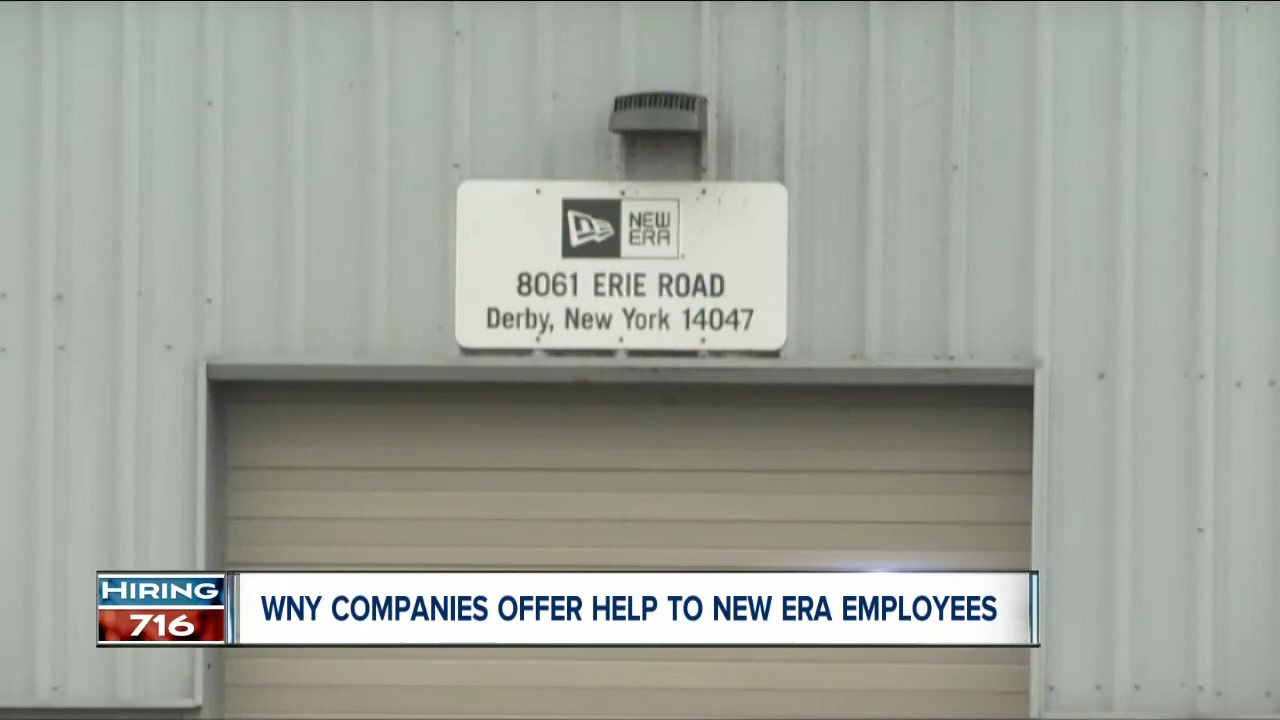 NEW
ERA
8061 ERIE ROAD
Derby, New York 14047
HIRING
716
WNY COMPANIES OFFER HELP TO NEW ERA EMPLOYEES